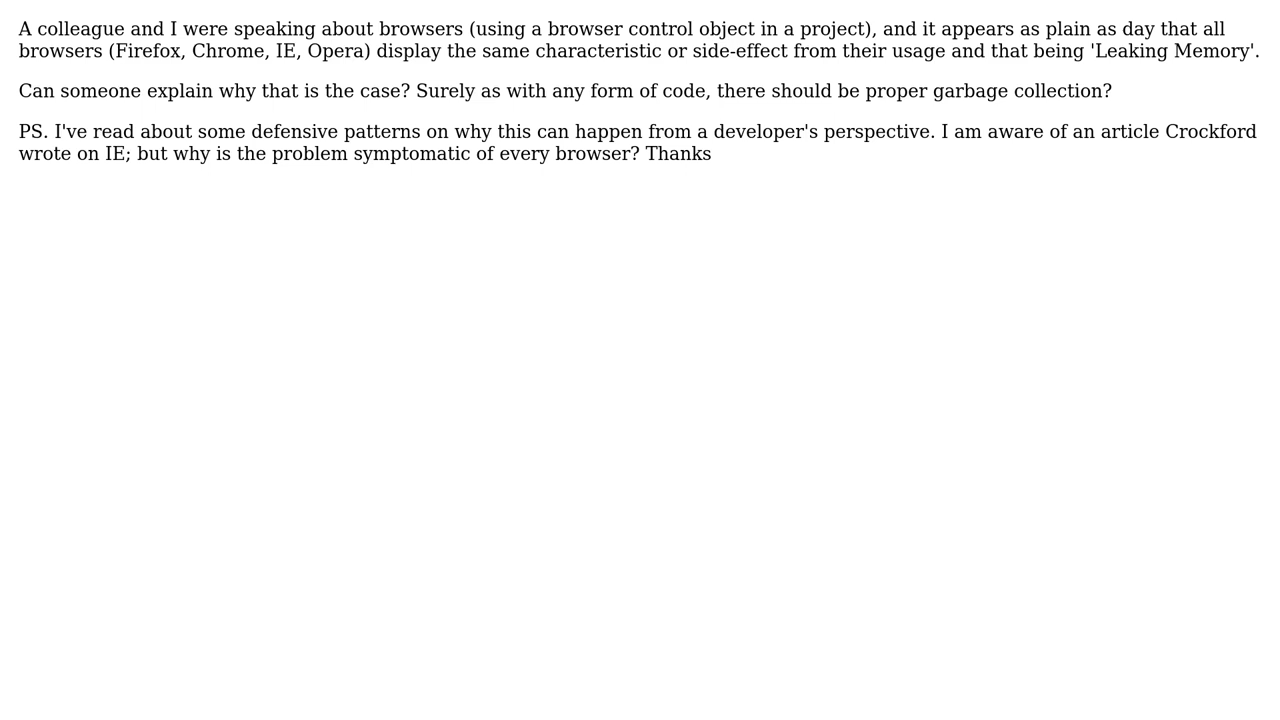 A colleague and I were speaking about browsers (using a browser control object in a project), and it appears as plain as day that all
browsers (Firefox, Chrome, IE, Opera) display the same characteristic or side-effect from their usage and that being 'Leaking Memory'.
Can someone explain why that is the case? Surely as with any form of code, there should be proper garbage collection?
PS. I've read about some defensive patterns on why this can happen from a developer's perspective. I am aware of an article Crockford
wrote on IE; but why is the problem symptomatic of every browser? Thanks